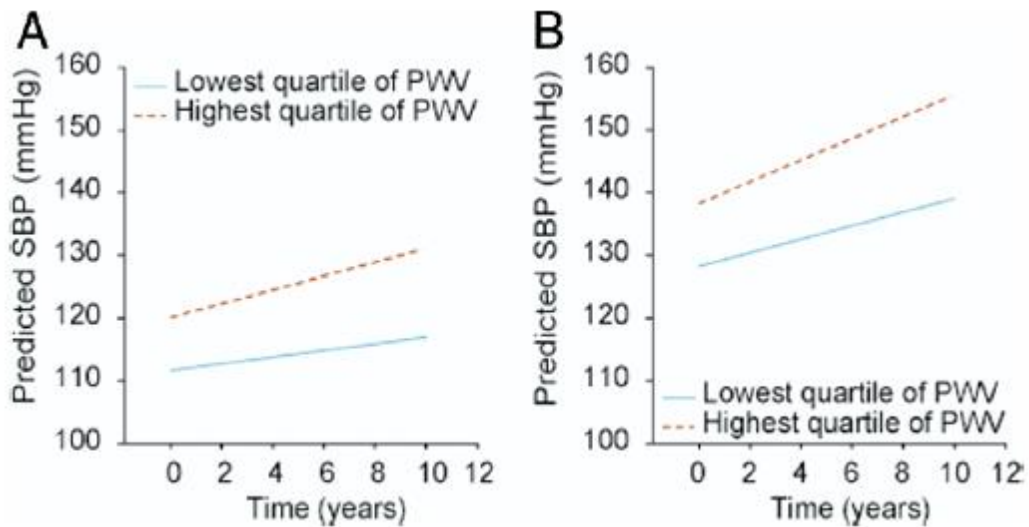 A
Predicted SBP (mmHg)
160
150
140
130
120
110
100
Lowest quartile of PWV
Highest quartile of PWV
0 2 4 6 8 10 12
Time (years)
B
Predicted SBP (mmHg)
160
150
140
130
120
110
100
Lowest quartile of PWV
Highest quartile of PWV
0 2 4 6 8 10 12
Time (years)